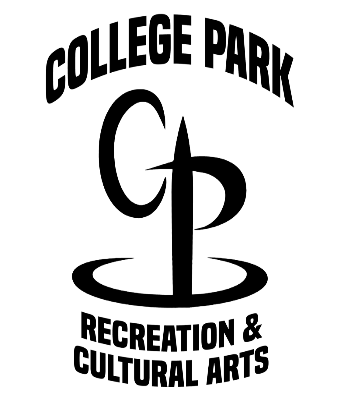 COLLEGE PARK
CP
RECREATION &
CULTURAL ARTS